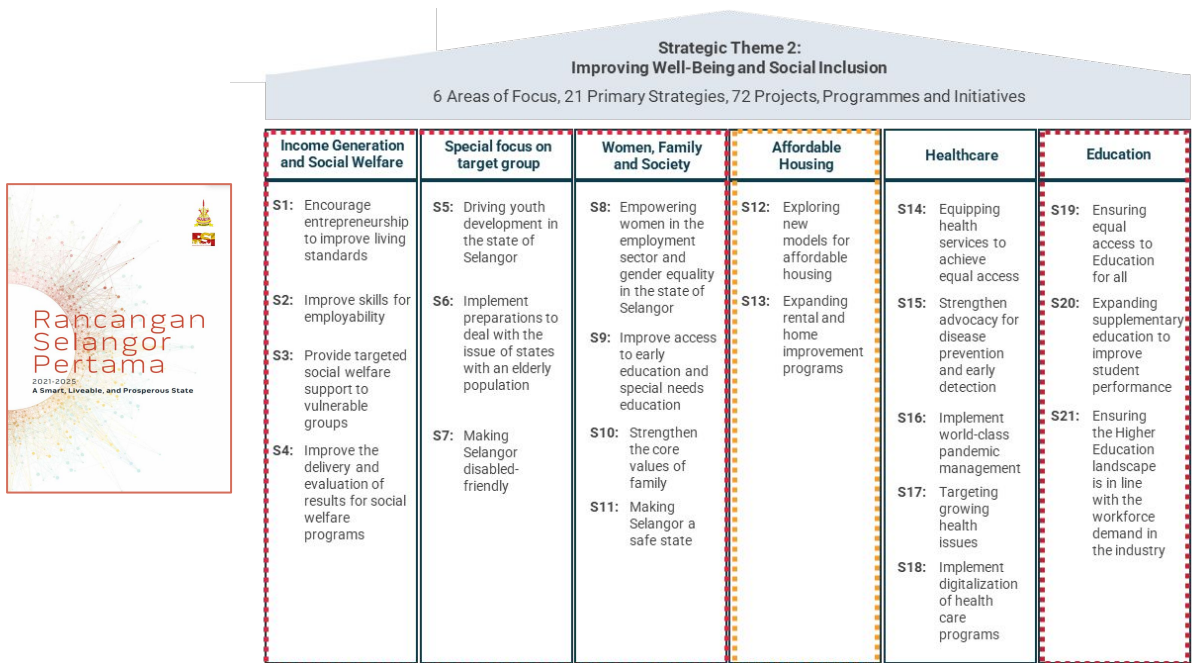 Strategic Theme 2:
Improving Well-Being and Social Inclusion
6 Areas of Focus, 21 Primary Strategies, 72 Projects, Programmes and Initiatives
Rancangan
Selangor
Pertama
2021-2025
A Smart, Liveable, and Prosperous State
Income Generation
and Social Welfare
S1: Encourage
entrepreneurship
to improve living
standards
S2: Improve skills for
employability
S3: Provide targeted
social welfare
support to
vulnerable
groups
S4: Improve the
delivery and
evaluation of
results for social
welfare
programs
Special focus on
target group
S5: Driving youth
development in
the state of
Selangor
S6: Implement
preparations to
deal with the
issue of states
with an elderly
population
S7: Making
Selangor
disabled-
friendly
Women, Family
and Society
S8: Empowering
women in the
employment
sector and
gender equality
in the state of
Selangor
S9: Improve access
to early
education and
special needs
education
S10: Strengthen
the core
values of
family
S11: Making
Selangor a
safe state
Affordable
Housing
S12: Exploring
new
models for
affordable
housing
S13: Expanding
rental and
home
improvement
programs
Healthcare
S14: Equipping
health
services to
achieve
equal access
S15: Strengthen
advocacy for
disease
prevention
and early
detection
S16: Implement
world-class
pandemic
management
S17: Targeting
growing
health
issues
S18: Implement
digitalization
of health
care
programs
Education
S19: Ensuring
equal
access to
Education
for all
S20: Expanding
supplementary
education to
improve
student
performance
S21: Ensuring
the Higher
Education
landscape
is in line
with the
workforce
demand in
the industry